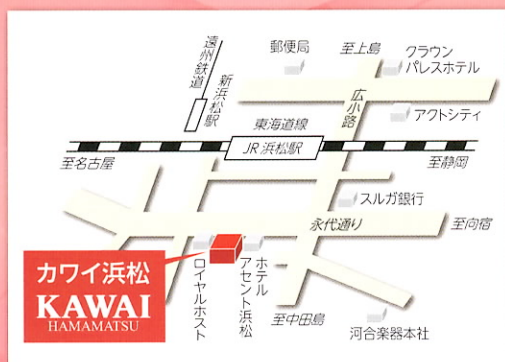 遠州鉄道
新浜松駅
郵便局
至上島
クラウン
パレスホテル
広小路
アクトシティ
東海道線
JR 浜松駅
至名古屋
至静岡
スルガ銀行
永代通り
至向宿
カワイ浜松
KAWAI
HAMAMATSU
ロイヤルホスト
ホテル
アセント浜松
至中田島
河合楽器本社